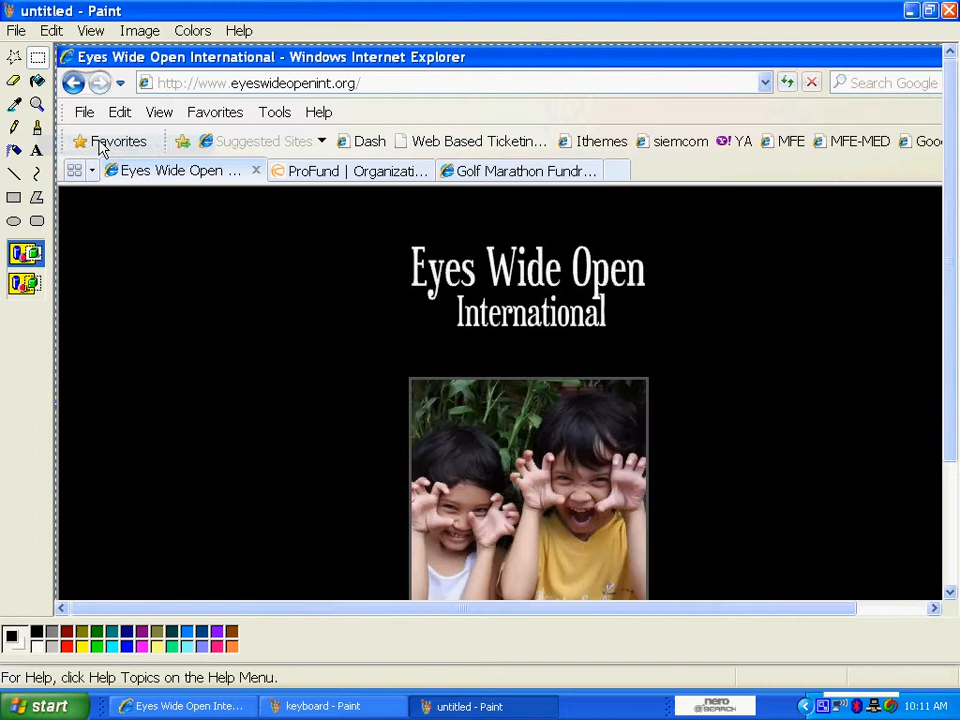 untitled - Paint
File Edit View Image Colors Help
Eyes Wide Open International - Windows Internet Explorer
http://www.eyeswideopenint.org/
Search Google
File Edit View Favorites Tools Help
Favorites Suggested Sites Dash Web Based Ticketin... Ithemes siemcom YA MFE MFE-MED Goo
Eyes Wide Open ... ProFund | Organizati... Golf Marathon Fundr...
Eyes Wide Open
International
For Help, click Help Topics on the Help Menu.
start Eyes Wide Open Inte... keyboard - Paint untitled - Paint nero SEARCH 10:11 AM